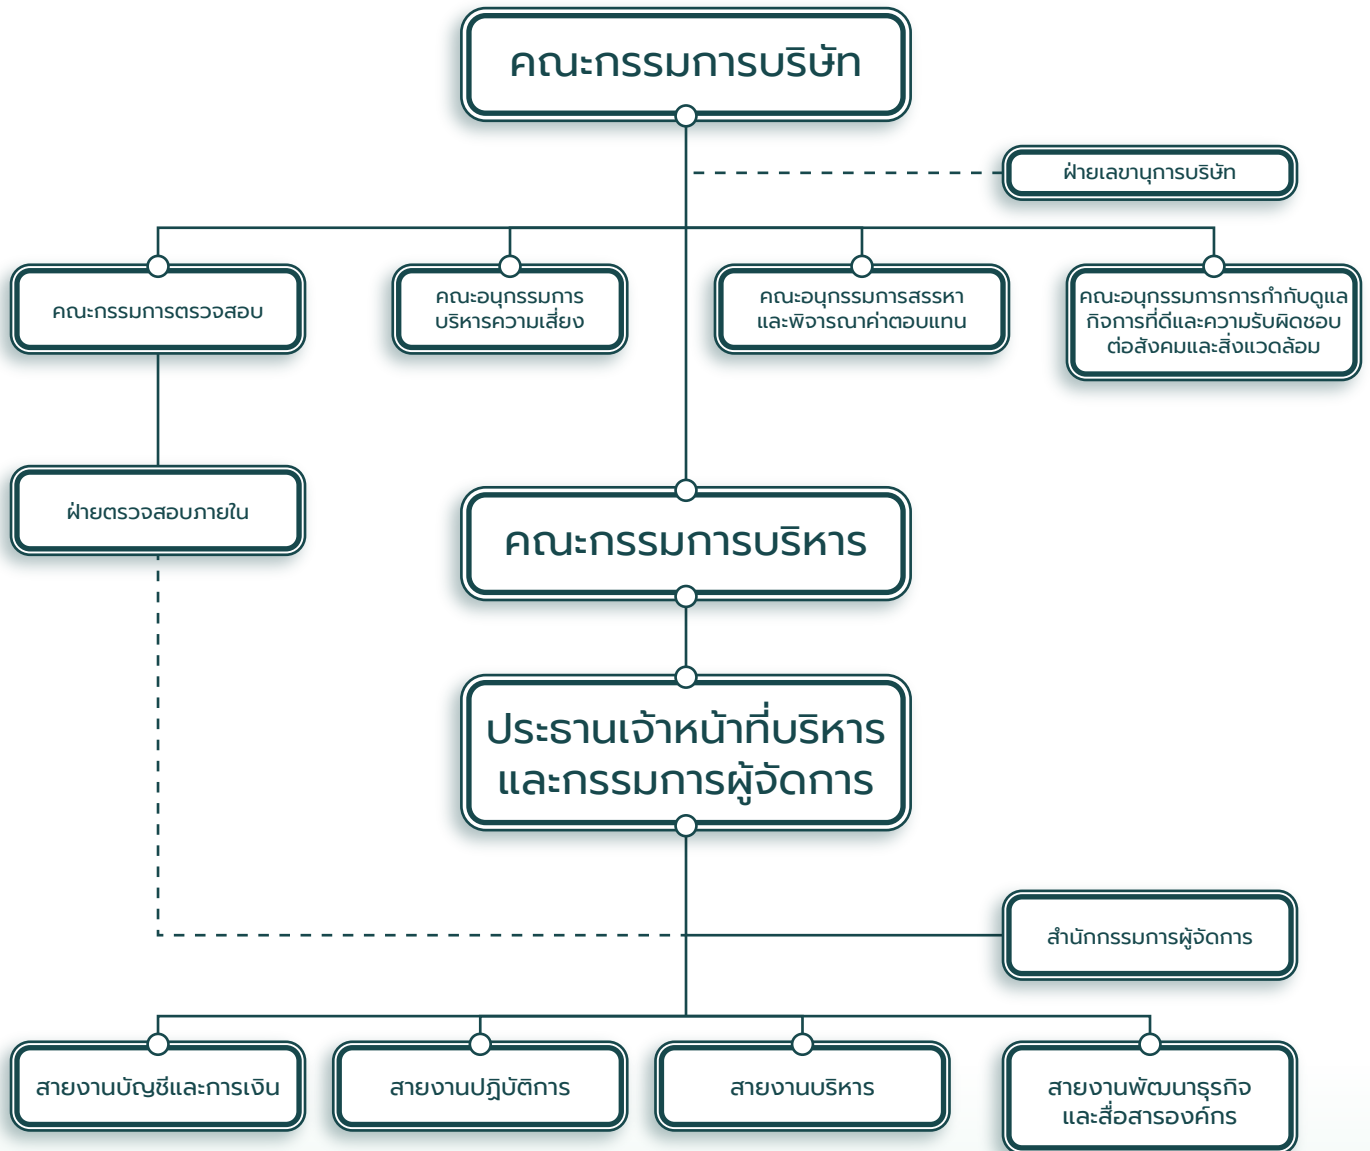 คณะกรรมการบริษัท
ฝ่ายเลขานุการบริษัท
คณะกรรมการตรวจสอบ
คณะอนุกรรมการ
บริหารความเสี่ยง
คณะอนุกรรมการสรรหา
และพิจารณาค่าตอบแทน
คณะอนุกรรมการการกำกับดูแล
กิจการที่ดีและความรับผิดชอบ
ต่อสังคมและสิ่งแวดล้อม
ฝ่ายตรวจสอบภายใน
คณะกรรมการบริหาร
ประธานเจ้าหน้าที่บริหาร
และกรรมการผู้จัดการ
สำนักกรรมการผู้จัดการ
สายงานบัญชีและการเงิน
สายงานปฏิบัติการ
สายงานบริหาร
สายงานพัฒนาธุรกิจ
และสื่อสารองค์กร